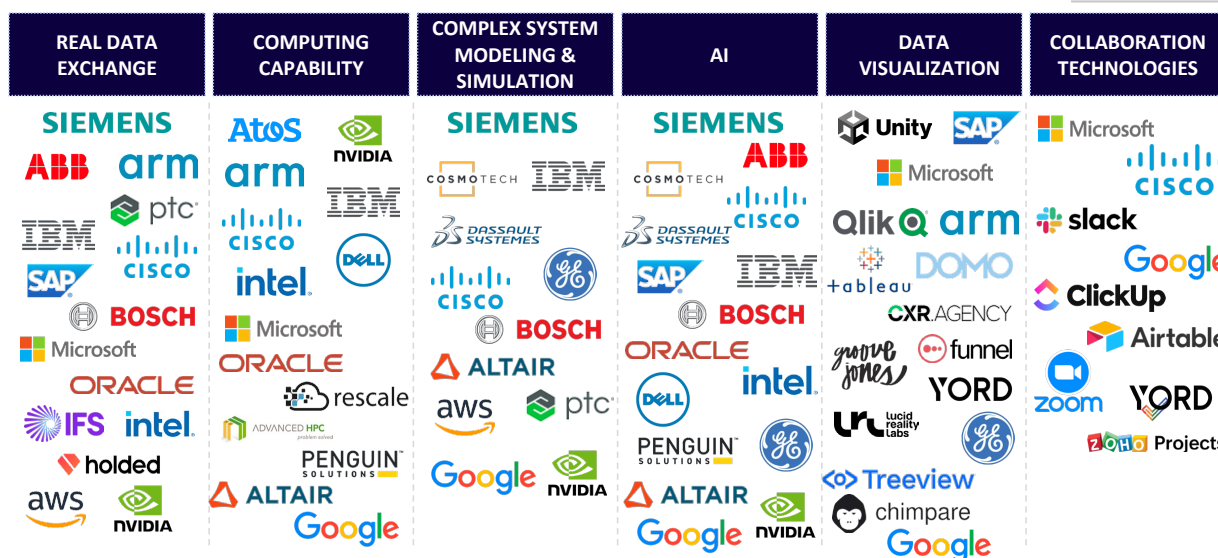 REAL DATA
EXCHANGE
COMPUTING
CAPABILITY
COMPLEX SYSTEM
MODELING &
SIMULATION
AI
DATA
VISUALIZATION
COLLABORATION
TECHNOLOGIES
SIEMENS
ABB
arm
ptc
IBM
CISCO
SAP
BOSCH
Microsoft
ORACLE
IFS
intel.
holded
aws
NVIDIA
Atos
NVIDIA
arm
IBM
CISCO
DELL
intel.
Microsoft
ORACLE
rescale
ADVANCED HPC
problem solved
PENGUIN
SOLUTIONS
ALTAIR
Google
SIEMENS
COSMOTECH
IBM
DASSAULT
SYSTEMES
GE
CISCO
BOSCH
ALTAIR
aws
ptc
Google
NVIDIA
SIEMENS
ABB
COSMOTECH
CISCO
DASSAULT
SYSTEMES
SAP
IBM
BOSCH
ORACLE
intel.
DELL
PENGUIN
SOLUTIONS
GE
ALTAIR
Google
NVIDIA
Unity
SAP
Microsoft
Qlik
arm
+ableau
DOMO
CXR.AGENCY
groove
jones
funnel
YORD
LRL
lucid
reality
labs
GE
Treeview
chimpare
Google
Microsoft
CISCO
slack
Google
ClickUp
Airtable
zoom
YORD
ZOHO Projects